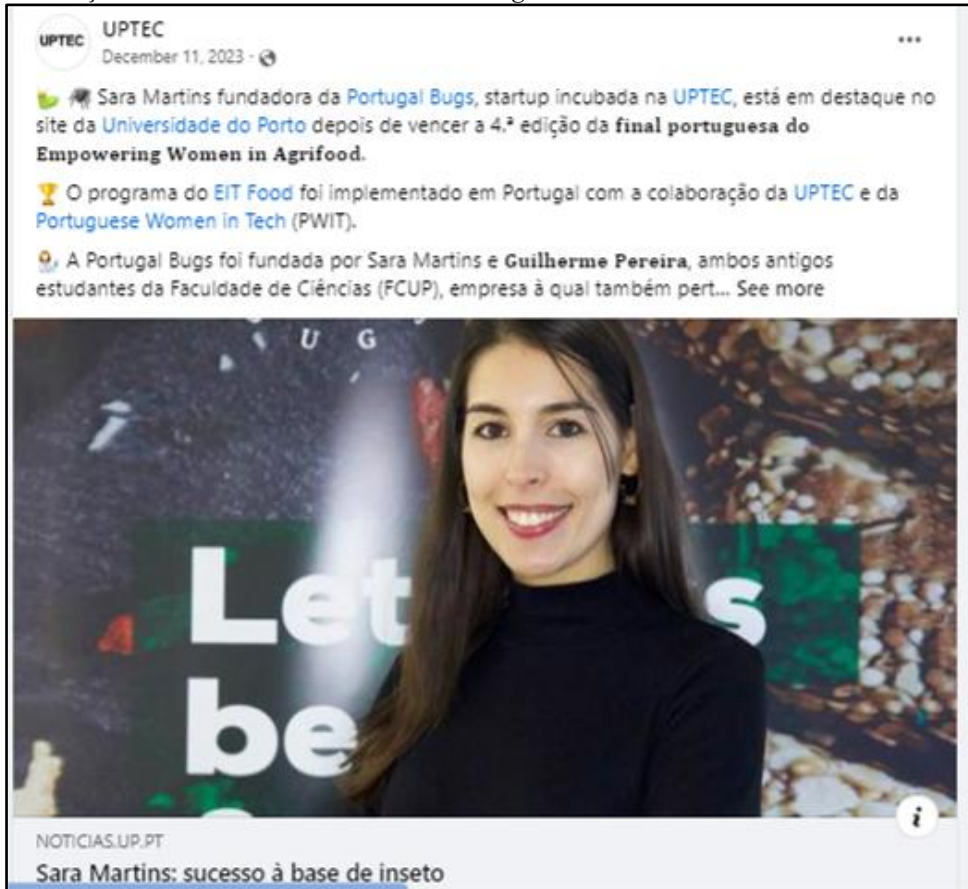 UPTEC
UPTEC
December 11, 2023
Sara Martins fundadora da Portugal Bugs, startup incubada na UPTEC, está em destaque no
site da Universidade do Porto depois de vencer a 4.ª edição da final portuguesa do
Empowering Women in Agrifood.
O programa do EIT Food foi implementado em Portugal com a colaboração da UPTEC e da
Portuguese Women in Tech (PWIT).
A Portugal Bugs foi fundada por Sara Martins e Guilherme Pereira, ambos antigos
estudantes da Faculdade de Ciências (FCUP), empresa à qual também pert... See more
U G
Let s
be
i
NOTICIAS.UP.PT
Sara Martins: sucesso à base de inseto